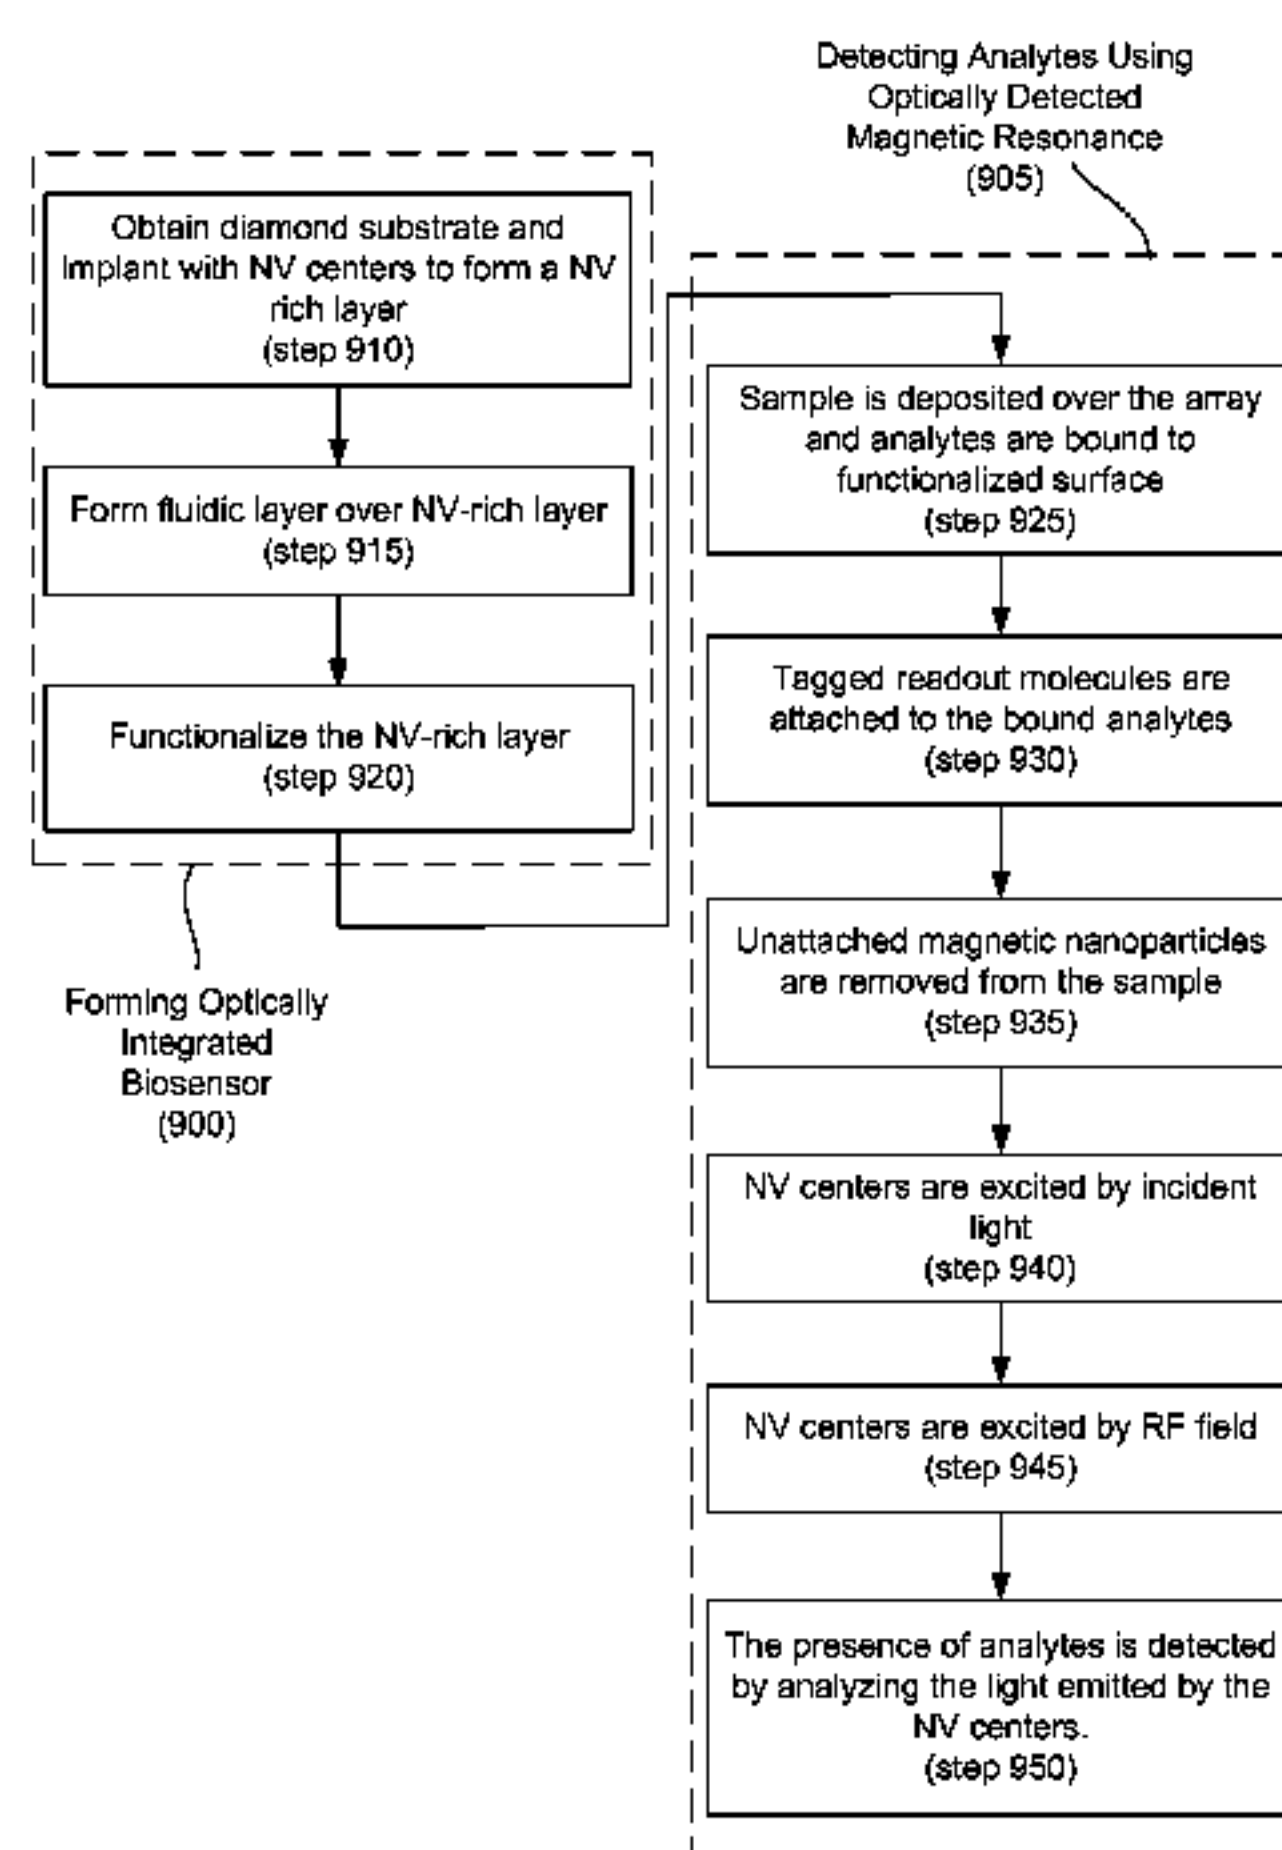 Obtain diamond substrate and
Implant with NV centers to form a NV
rich layer
(step 910)
Form fluidic layer over NV-rich layer
(step 915)
Functionalize the NV-rich layer
(step 920)
Forming Optically
Integrated
Biosensor
(900)
Detecting Analytes Using
Optically Detected
Magnetic Resonance
(905)
Sample is deposited over the array
and analytes are bound to
functionalized surface
(step 925)
Tagged readout molecules are
attached to the bound analytes
(step 930)
Unattached magnetic nanoparticles
are removed from the sample
(step 935)
NV centers are excited by incident
light
(step 940)
NV centers are excited by RF field
(step 945)
The presence of analytes is detected
by analyzing the light emitted by the
NV centers.
(step 950)